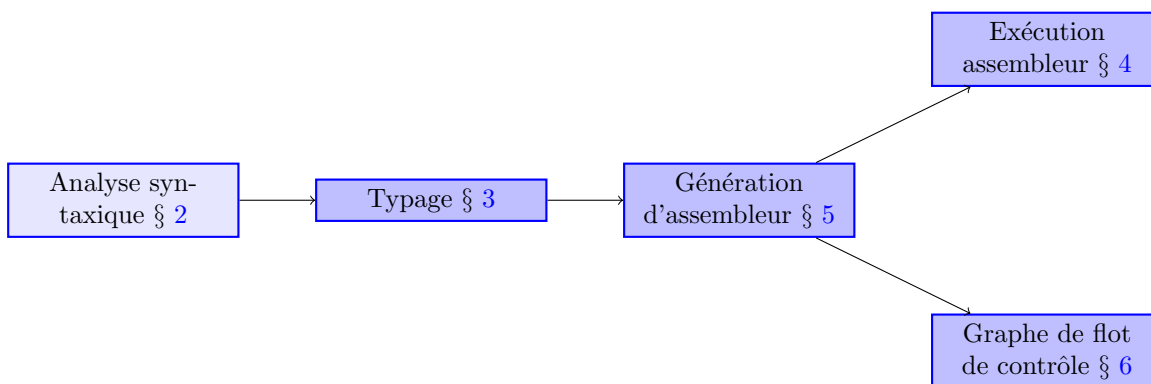 Analyse syn-
taxique § 2
Typage § 3
Génération
d'assembleur § 5
Exécution
assembleur § 4
Graphe de flot
de contrôle § 6